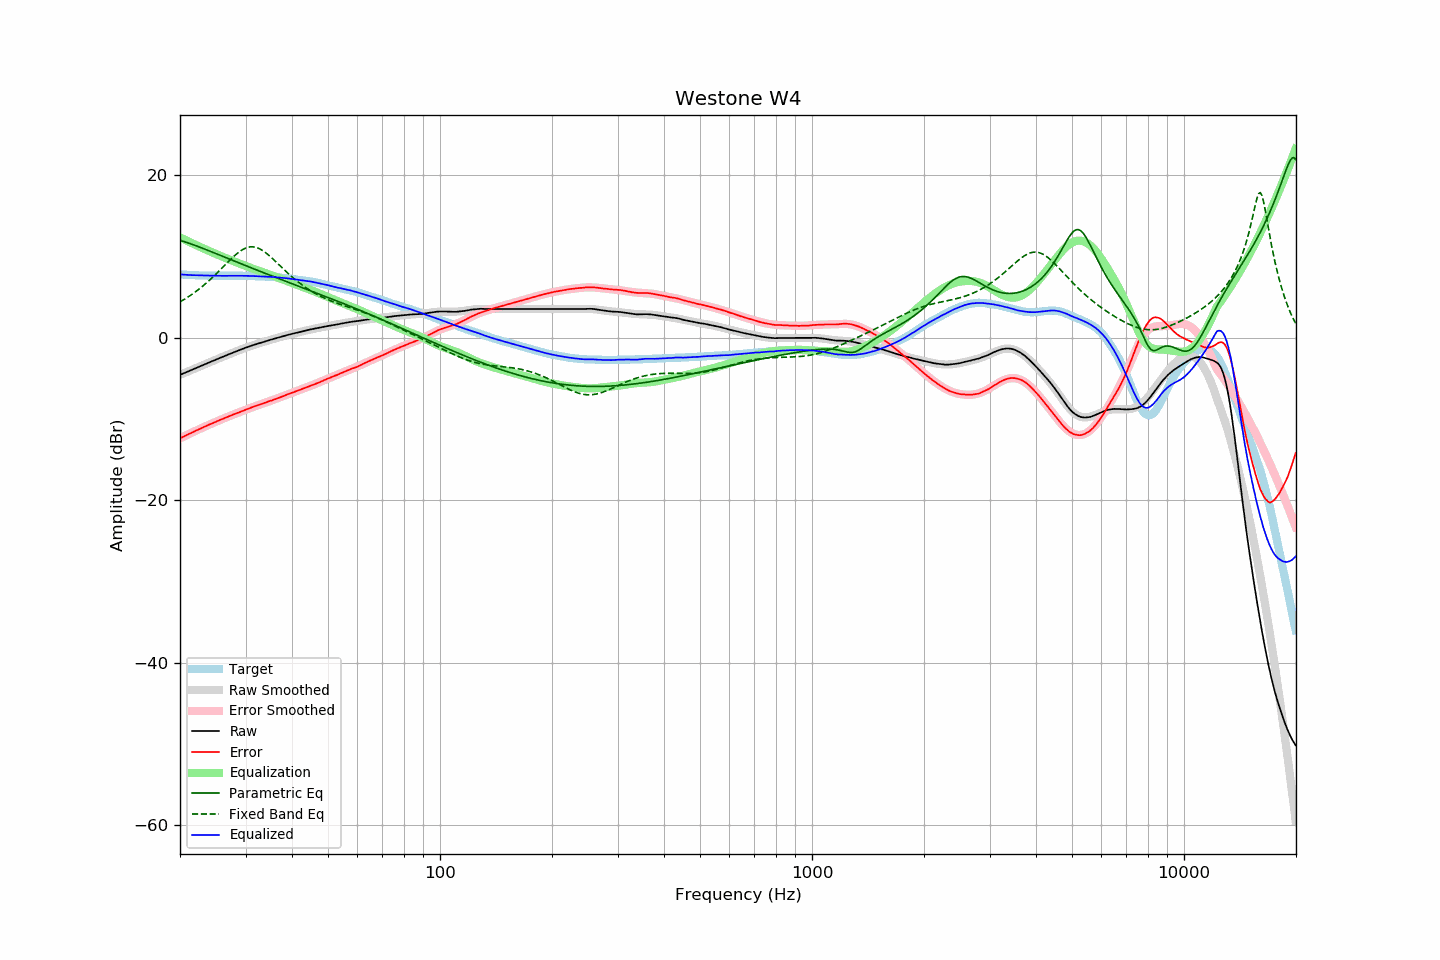 Westone W4
20
0
−20
−40
−60
Amplitude (dBr)
Target
Raw Smoothed
Error Smoothed
Raw
Error
Equalization
Parametric Eq
Fixed Band Eq
Equalized
100
1000
10000
Frequency (Hz)